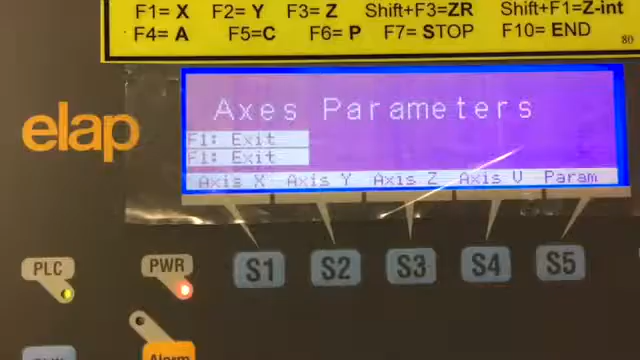 F1= X F2= Y F3= Z Shift+F3=ZR Shift+F1=Z-int
F4= A F5=C F6= P F7= STOP F10= END
80
elap
Axes Parameters
F1: Exit
F1: Exit
Axis X Axis Y Axis Z Axis V Param
PLC PWR S1 S2 S3 S4 S5
Alarm